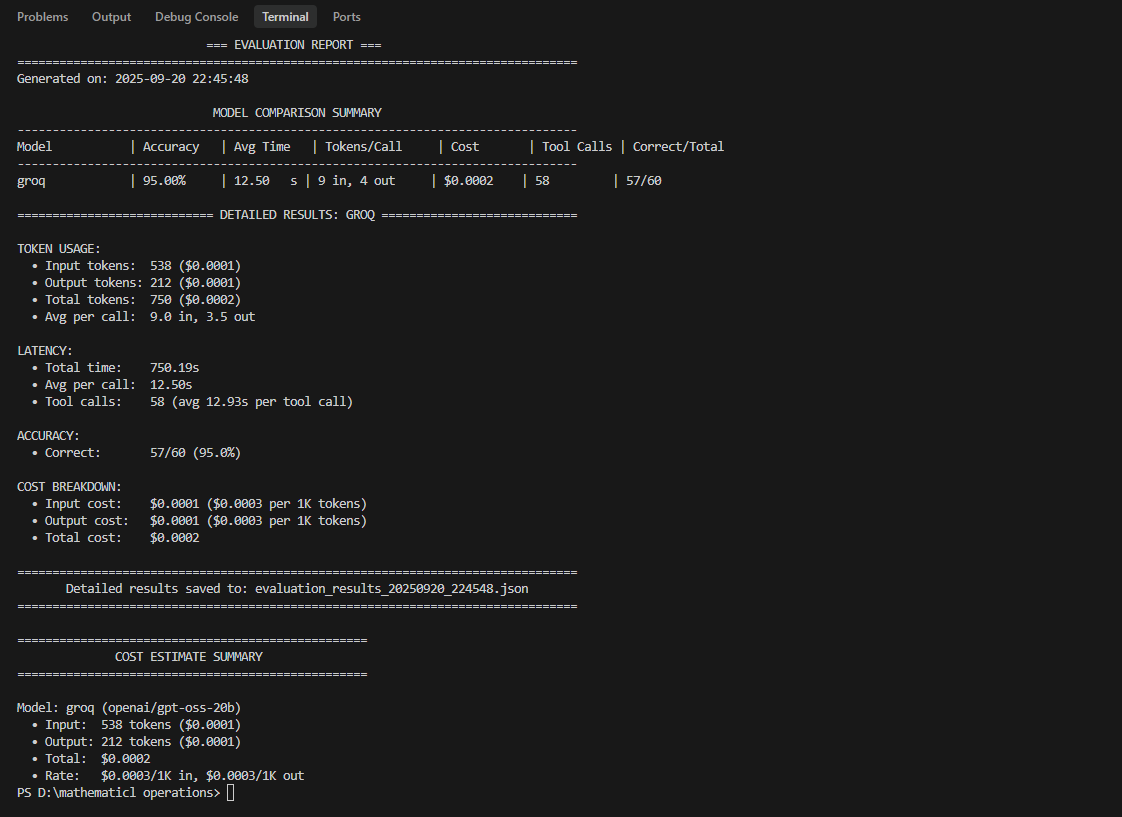 Problems Output Debug Console Terminal Ports
=== EVALUATION REPORT ===
================================================================================
Generated on: 2025-09-20 22:45:48
MODEL COMPARISON SUMMARY
--------------------------------------------------------------------------------
Model | Accuracy | Avg Time | Tokens/Call | Cost | Tool Calls | Correct/Total
--------------------------------------------------------------------------------
groq | 95.00% | 12.50 s | 9 in, 4 out | $0.0002 | 58 | 57/60
============================ DETAILED RESULTS: GROQ ============================
TOKEN USAGE:
• Input tokens: 538 ($0.0001)
• Output tokens: 212 ($0.0001)
• Total tokens: 750 ($0.0002)
• Avg per call: 9.0 in, 3.5 out
LATENCY:
• Total time: 750.19s
• Avg per call: 12.50s
• Tool calls: 58 (avg 12.93s per tool call)
ACCURACY:
• Correct: 57/60 (95.0%)
COST BREAKDOWN:
• Input cost: $0.0001 ($0.0003 per 1K tokens)
• Output cost: $0.0001 ($0.0003 per 1K tokens)
• Total cost: $0.0002
================================================================================
Detailed results saved to: evaluation_results_20250920_224548.json
================================================================================
==================================================
COST ESTIMATE SUMMARY
==================================================
Model: groq (openai/gpt-oss-20b)
• Input: 538 tokens ($0.0001)
• Output: 212 tokens ($0.0001)
• Total: $0.0002
• Rate: $0.0003/1K in, $0.0003/1K out
PS D:\mathematicl operations>